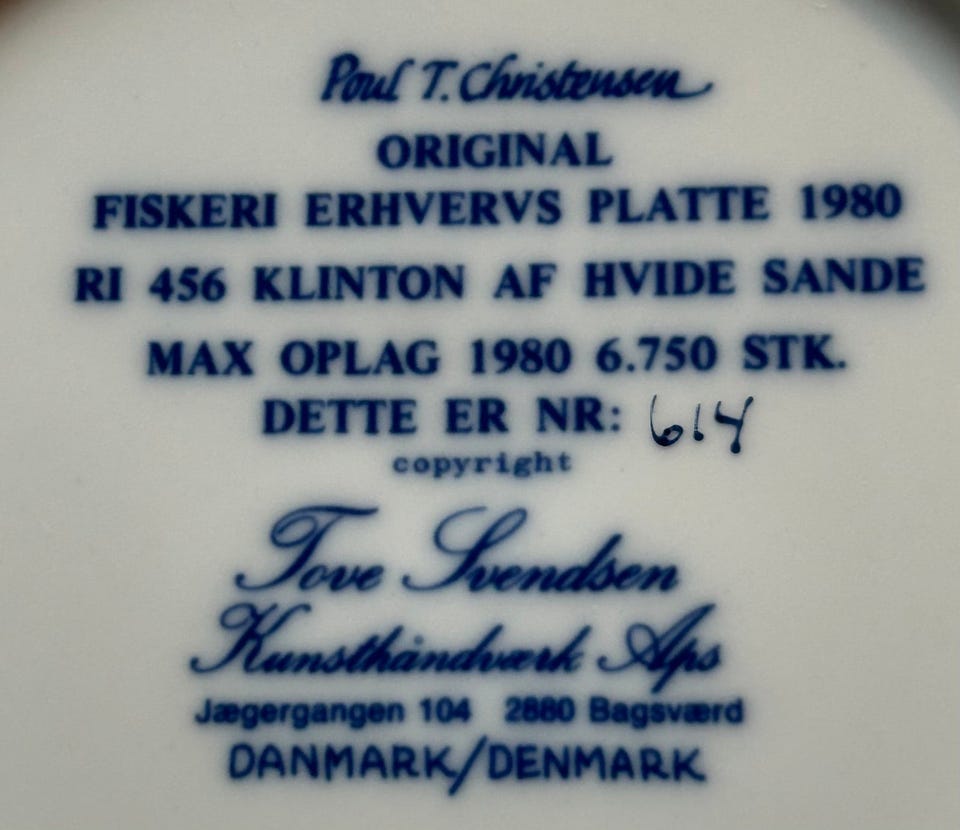 Poul T. Christensen
ORIGINAL
FISKERI ERHVERVS PLATTE 1980
RI 456 KLINTON AF HVIDE SANDE
MAX OPLAG 1980 6.750 STK.
DETTE ER NR: 614
copyright
Tove Svendsen
Kunsthåndværk Aps
Jægergangen 104 2880 Bagsværd
DANMARK/DENMARK